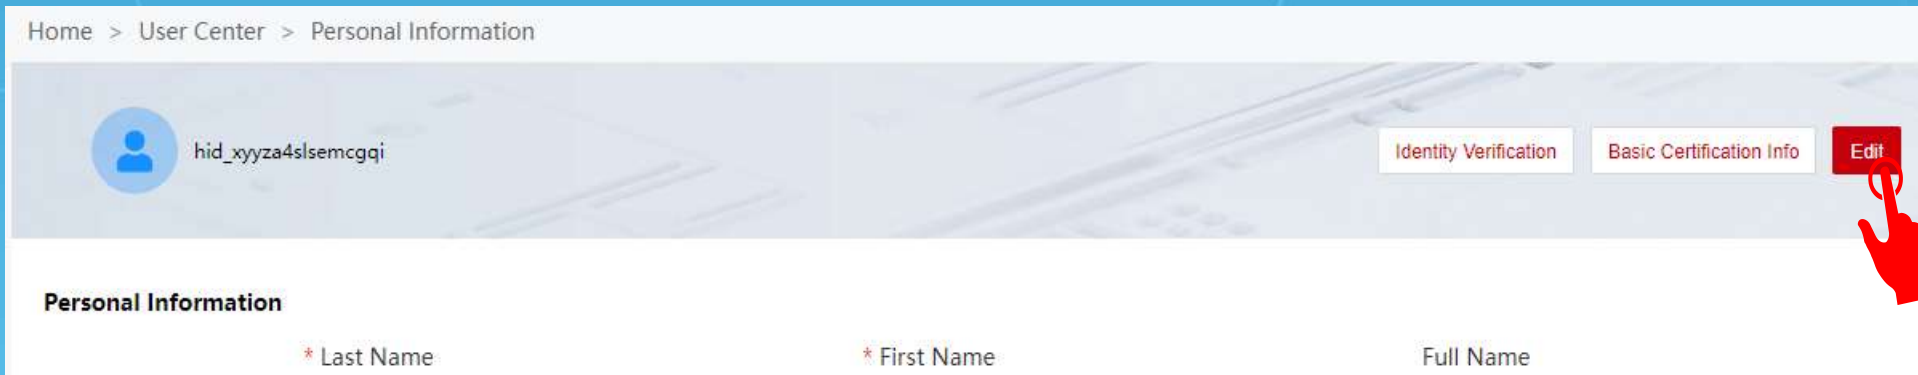 Home > User Center > Personal Information
hid_xyyza4slsemcgqi
Identity Verification
Basic Certification Info
Edit
Personal Information
* Last Name
* First Name
Full Name